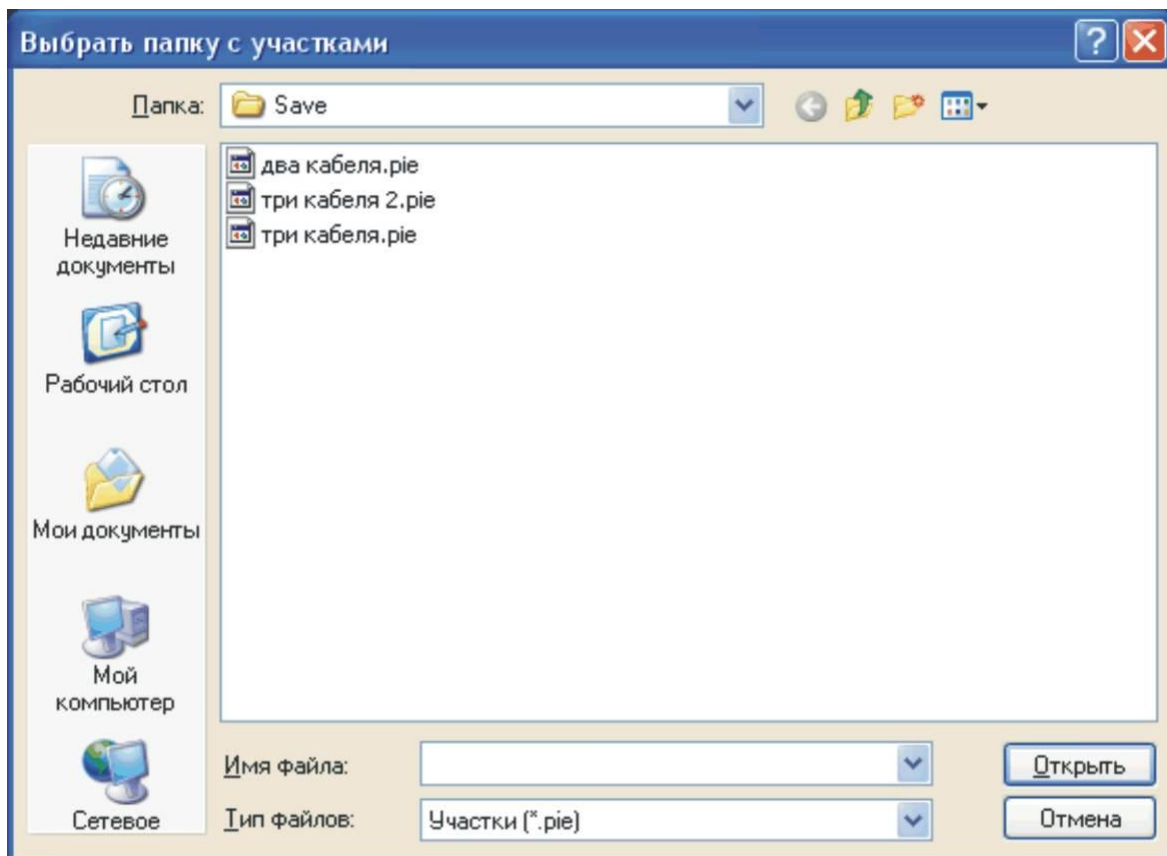 Выбрать папку с участками
Папка: Save
два кабеля.pie
три кабеля 2.pie
три кабеля.pie
Недавние
документы
Рабочий стол
Мои документы
Мой
компьютер
Сетевое
Имя файла:
Открыть
Тип файлов: Участки (*.pie)
Отмена